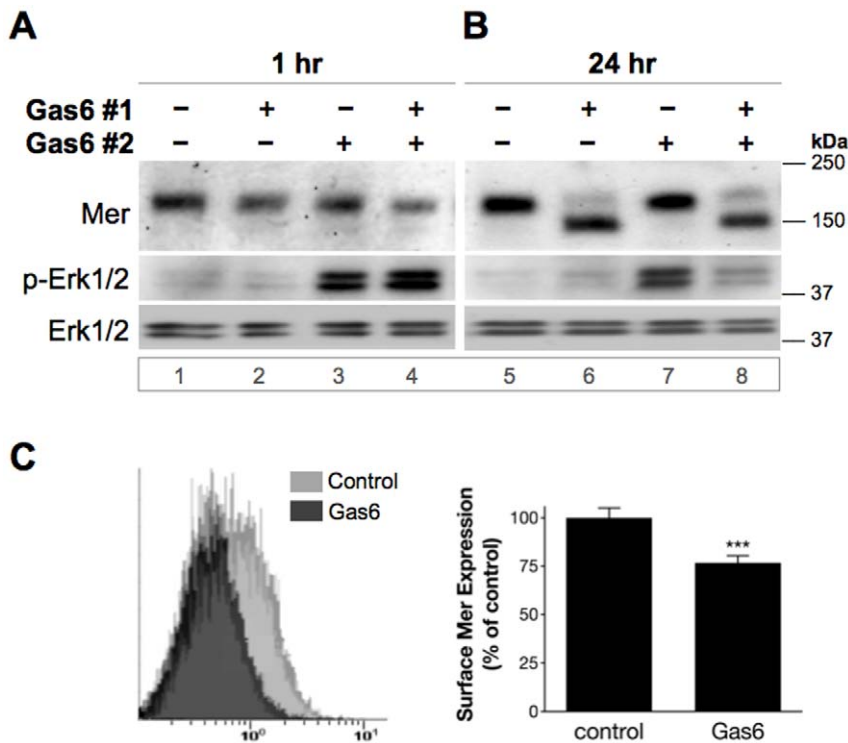 A
B
1 hr
24 hr
Gas6 #1 – + – + – + – +
Gas6 #2 – – + + – – + + kDa
250
Mer
150
p-Erk1/2
37
Erk1/2
37
1 2 3 4 5 6 7 8
C
Control
Gas6
10⁰ 10¹
Surface Mer Expression
(% of control)
100
75
50
25
0
***
control Gas6